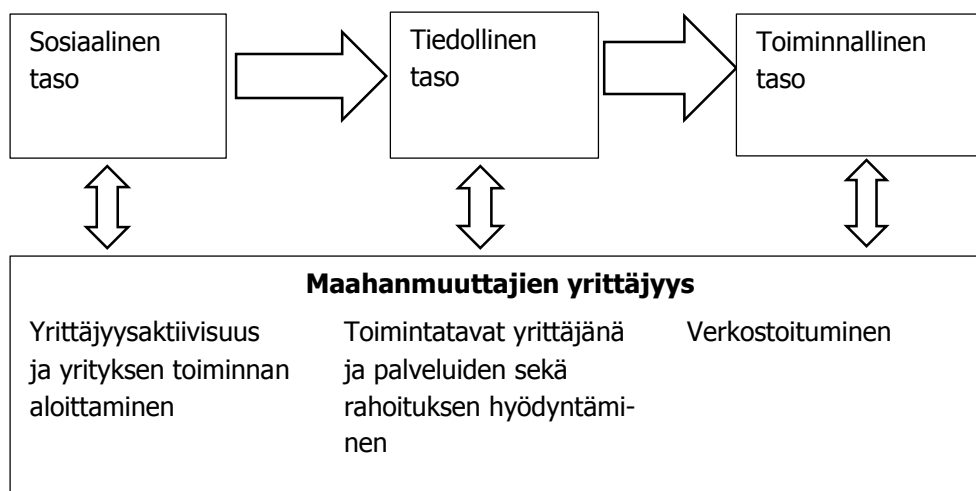 Sosiaalinen
taso
Tiedollinen
taso
Toiminnallinen
taso
Maahanmuuttajien yrittäjyys
Yrittäjyysaktiivisuus
ja yrityksen toiminnan
aloittaminen
Toimintatavat yrittäjänä
ja palveluiden sekä
rahoituksen hyödyntämi-
nen
Verkostoituminen